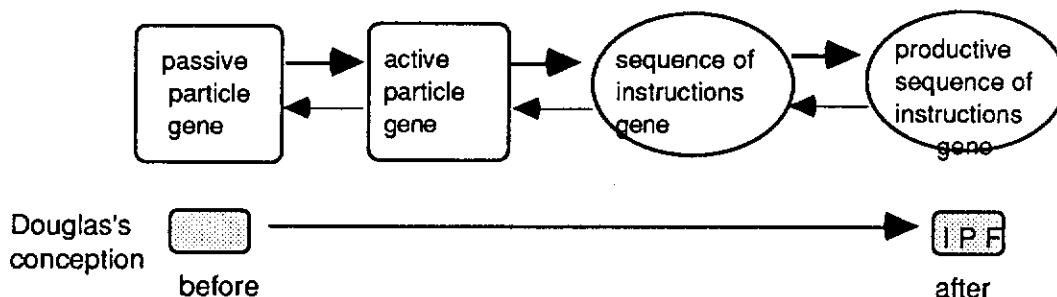 passive
particle
gene
active
particle
gene
sequence of
instructions
gene
productive
sequence of
instructions
gene
Douglas's
conception
I P F
before
after